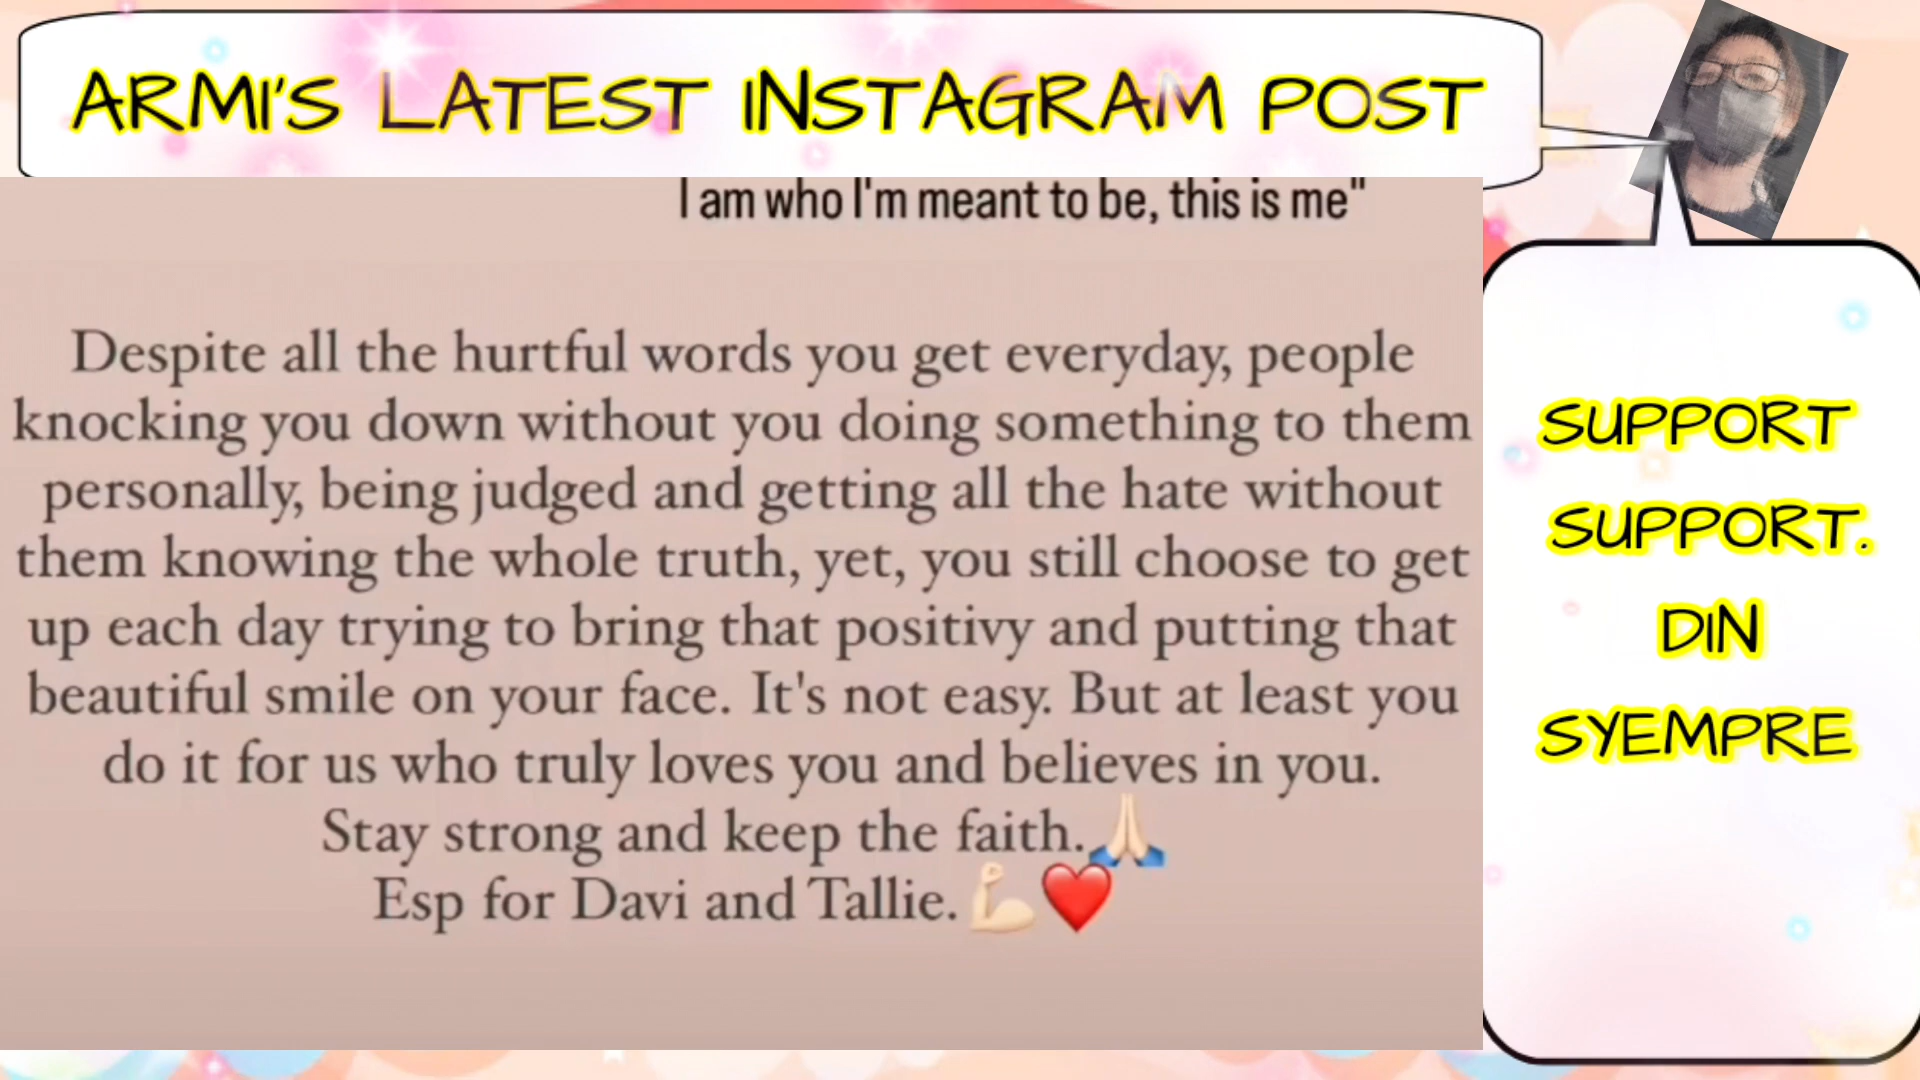 ARMI'S LATEST INSTAGRAM POST
I am who I'm meant to be, this is me"
Despite all the hurtful words you get everyday, people
knocking you down without you doing something to them
personally, being judged and getting all the hate without
them knowing the whole truth, yet, you still choose to get
up each day trying to bring that positivy and putting that
beautiful smile on your face. It's not easy. But at least you
do it for us who truly loves you and believes in you.
Stay strong and keep the faith.🙏🏻
Esp for Davi and Tallie.💪🏻❤️
SUPPORT
SUPPORT.
DIN
SYEMPRE